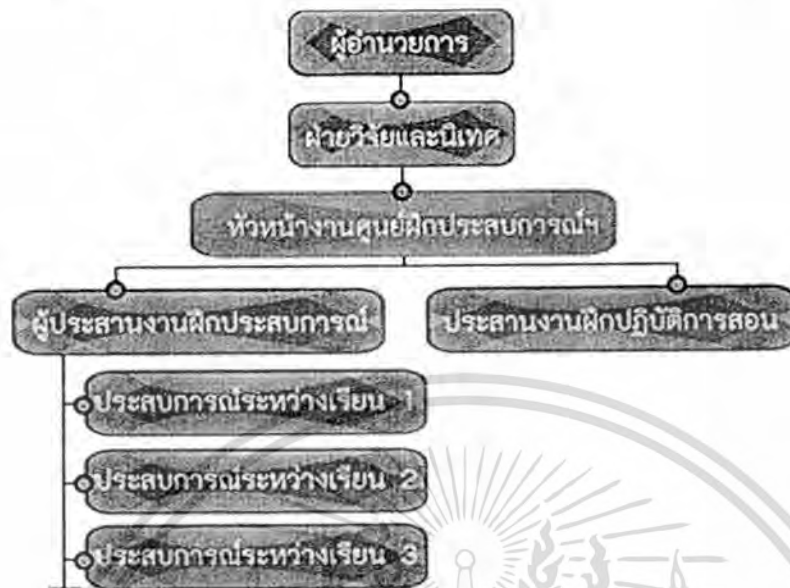 ผู้อำนวยการ
ฝ่ายวิจัยและนิเทศ
หัวหน้างานศูนย์ฝึกประสบการณ์ฯ
ผู้ประสานงานฝึกประสบการณ์
ประสานงานฝึกปฏิบัติการสอน
ประสบการณ์ระหว่างเรียน 1
ประสบการณ์ระหว่างเรียน 2
ประสบการณ์ระหว่างเรียน 3